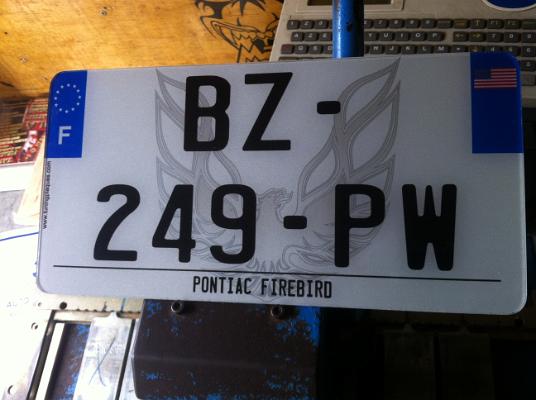 BZ-
249-PW
F
PONTIAC FIREBIRD